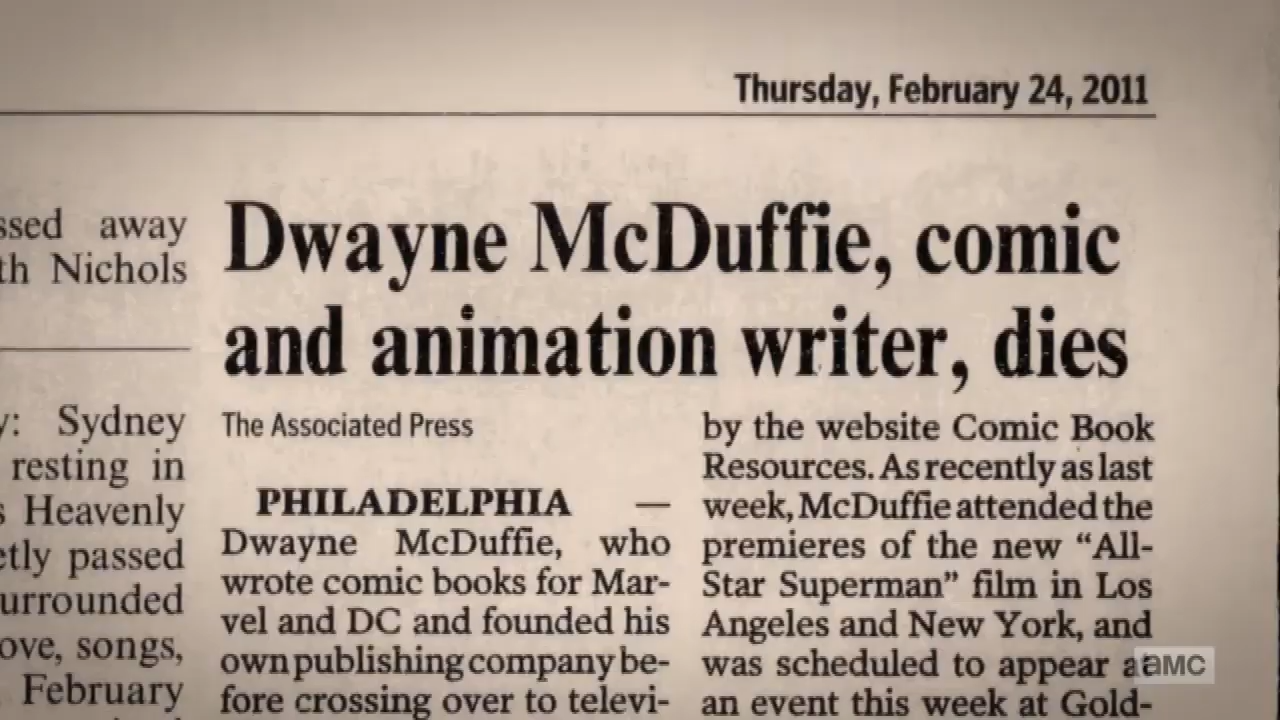 Thursday, February 24, 2011
ssed away
th Nichols
y: Sydney
resting in
s Heavenly
etly passed
urrounded
ove, songs,
February
Dwayne McDuffie, comic
and animation writer, dies
The Associated Press
PHILADELPHIA —
Dwayne McDuffie, who
wrote comic books for Mar-
vel and DC and founded his
own publishing company be-
fore crossing over to televi-
by the website Comic Book
Resources. As recently as last
week, McDuffie attended the
premieres of the new “All-
Star Superman” film in Los
Angeles and New York, and
was scheduled to appear at
an event this week at Gold-
amc